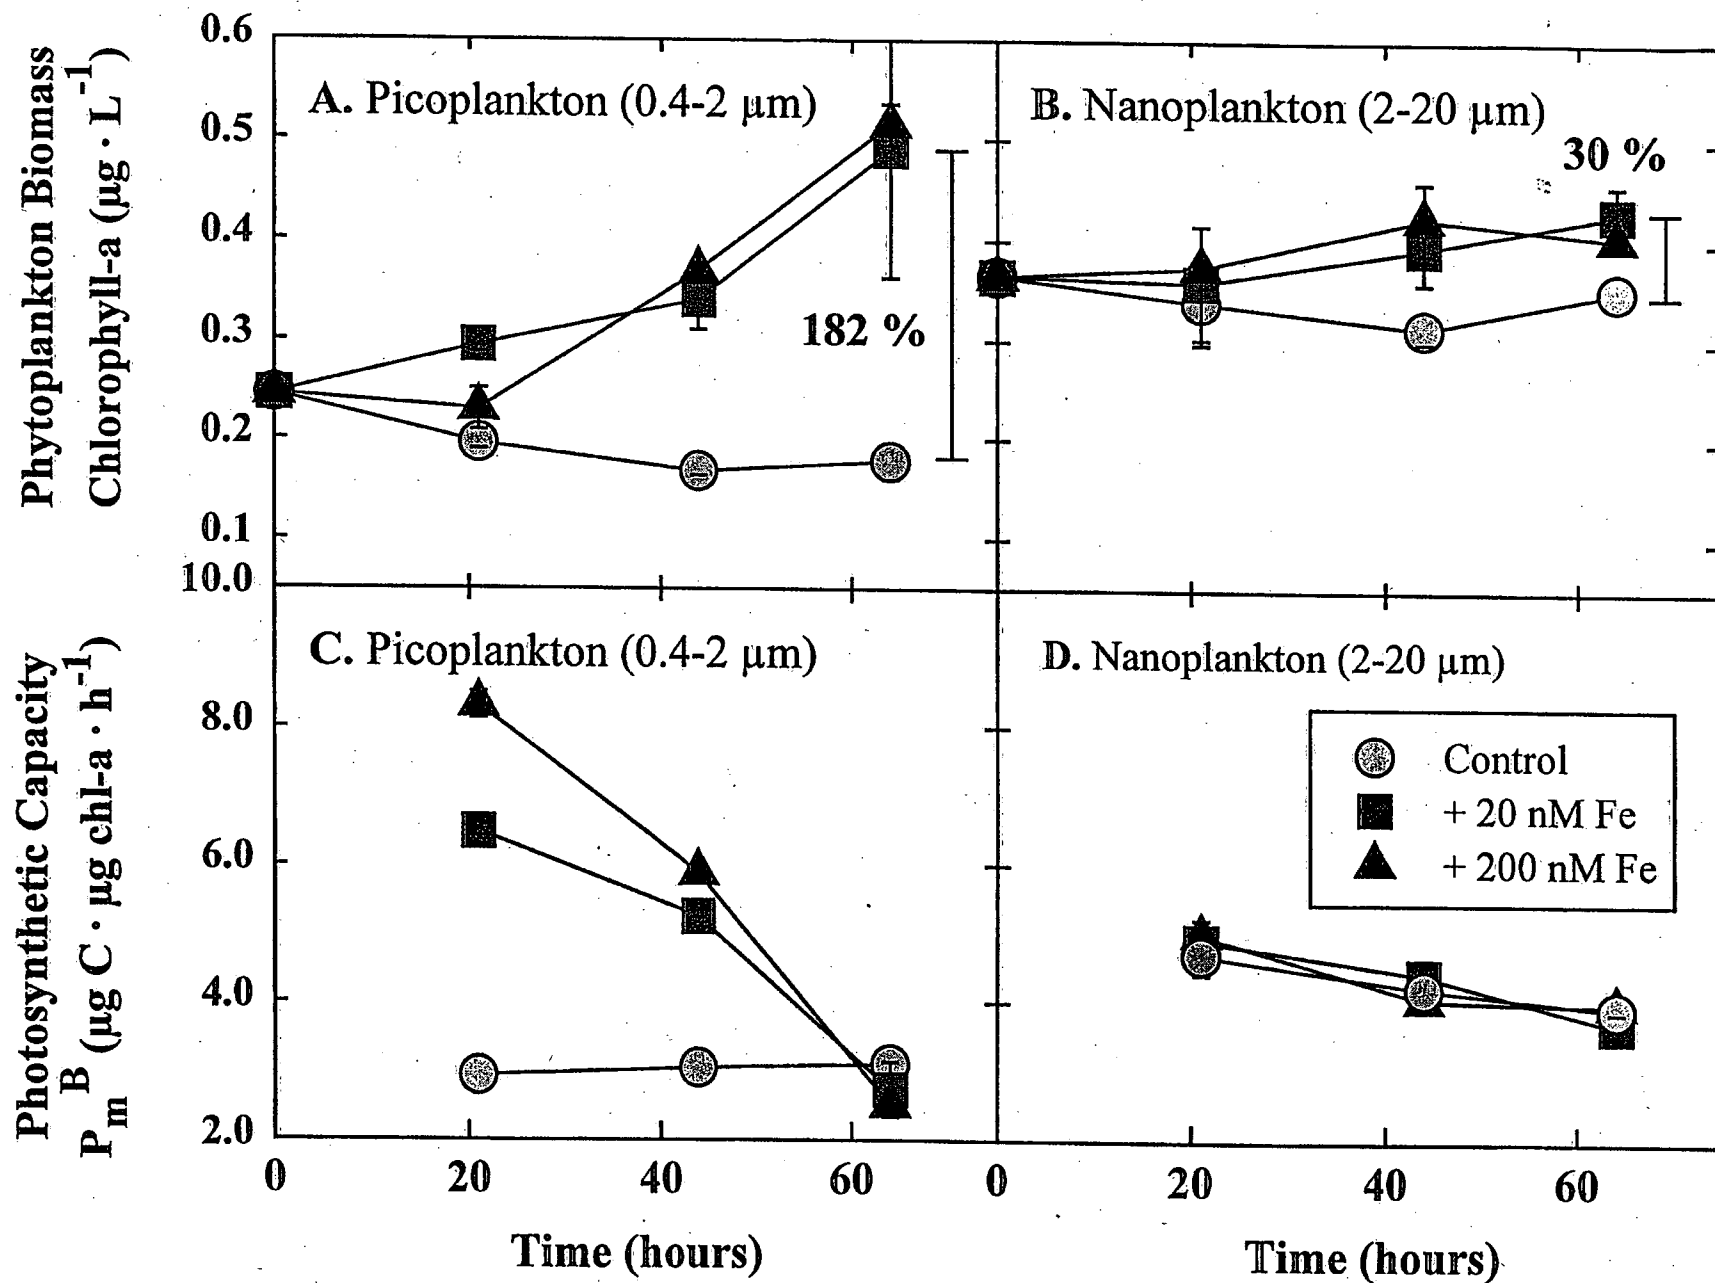 Phytoplankton Biomass
Chlorophyll-a (µg · L⁻¹)
0.6
0.5
0.4
0.3
0.2
0.1
A. Picoplankton (0.4-2 µm)
182 %
B. Nanoplankton (2-20 µm)
30 %
Photosynthetic Capacity
Pₘᴮ (µg C · µg chl-a · h⁻¹)
10.0
8.0
6.0
4.0
2.0
C. Picoplankton (0.4-2 µm)
D. Nanoplankton (2-20 µm)
Control
+ 20 nM Fe
+ 200 nM Fe
0 20 40 60
0 20 40 60
Time (hours)
Time (hours)